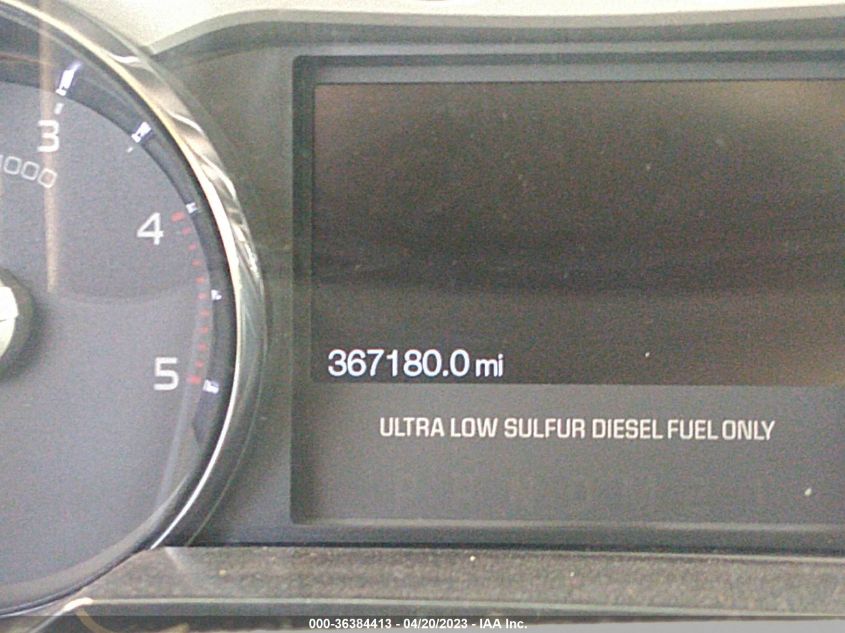 3
1000
4
5
367180.0 mi
ULTRA LOW SULFUR DIESEL FUEL ONLY
000-36384413 - 04/20/2023 - IAA Inc.